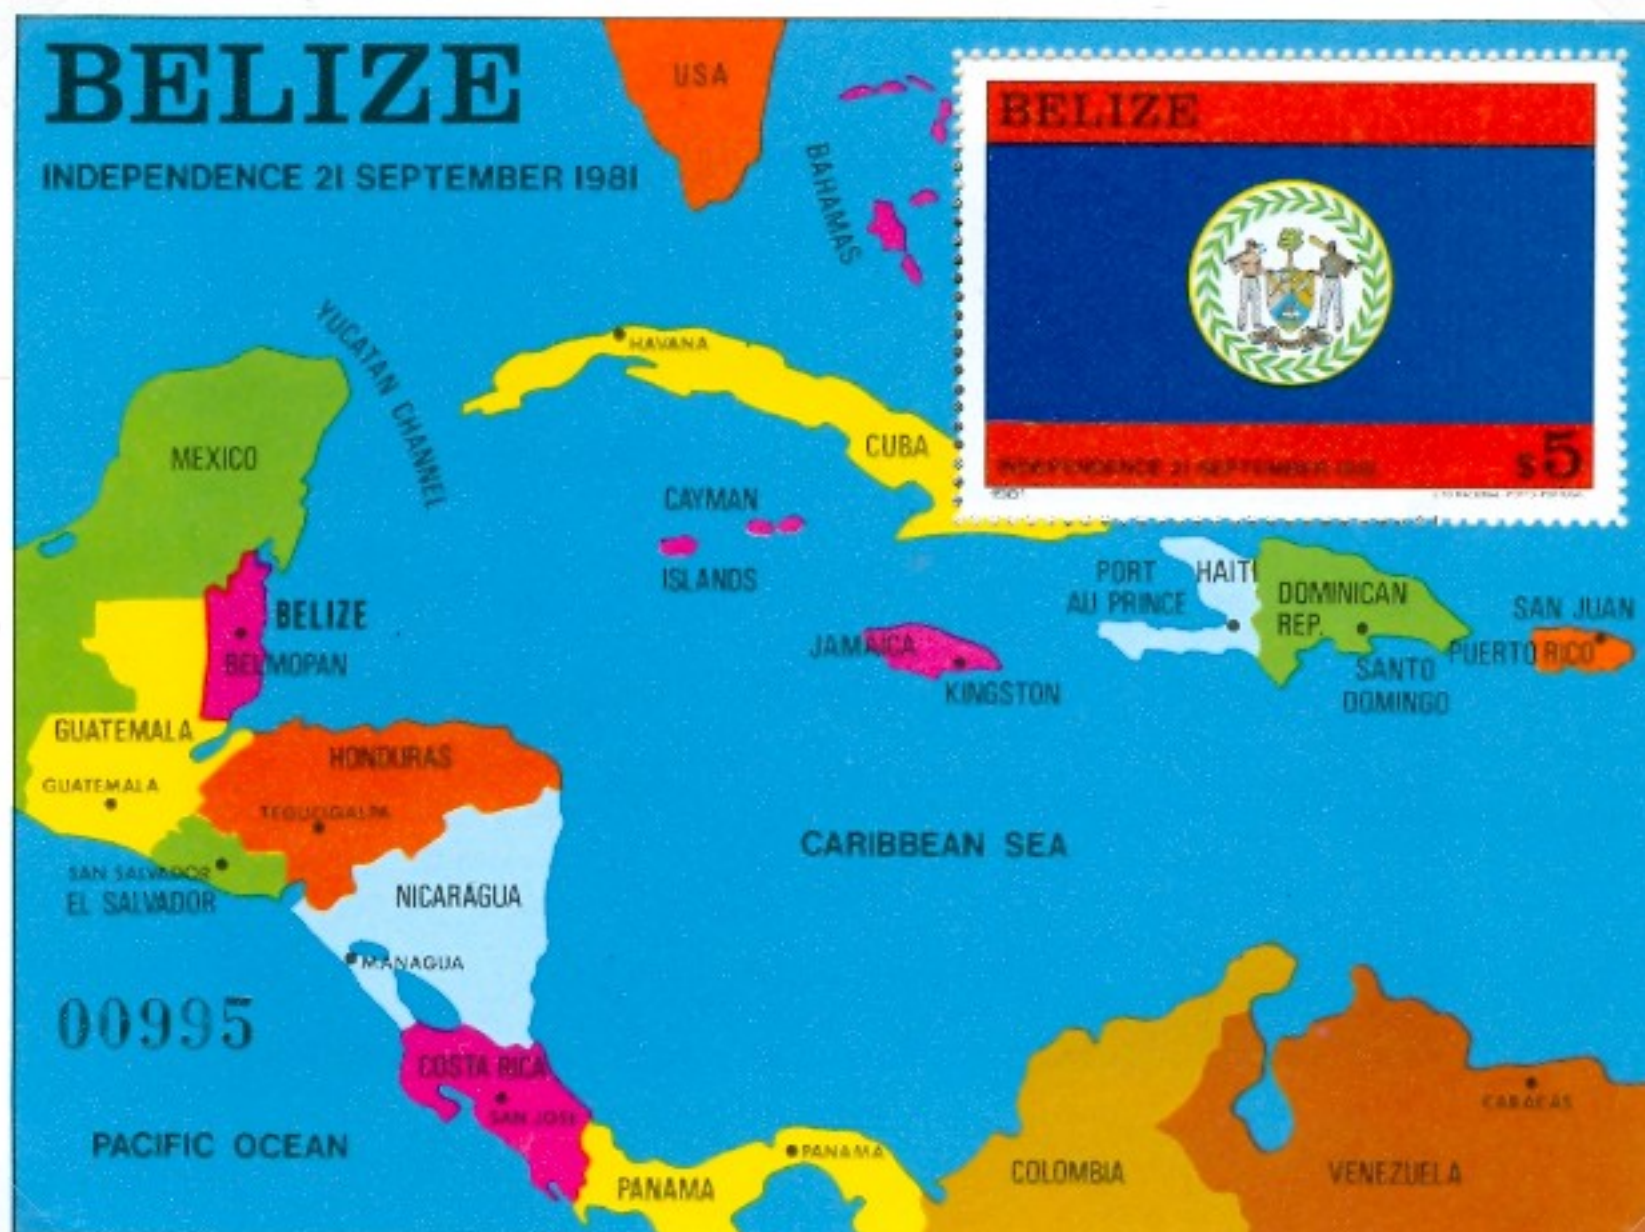 BELIZE
INDEPENDENCE 21 SEPTEMBER 1981
USA
BAHAMAS
BELIZE
INDEPENDENCE 21 SEPTEMBER 1981
$5
1981
YUCATAN CHANNEL
HAVANA
CUBA
MEXICO
CAYMAN
ISLANDS
PORT
AU PRINCE
HAITI
DOMINICAN
REP.
SANTO
DOMINGO
SAN JUAN
PUERTO RICO
JAMAICA
KINGSTON
BELIZE
BELMOPAN
GUATEMALA
GUATEMALA
HONDURAS
TEGUCIGALPA
SAN SALVADOR
EL SALVADOR
NICARAGUA
MANAGUA
CARIBBEAN SEA
00995
COSTA RICA
SAN JOSE
PACIFIC OCEAN
PANAMA
PANAMA
COLOMBIA
VENEZUELA
CARACAS